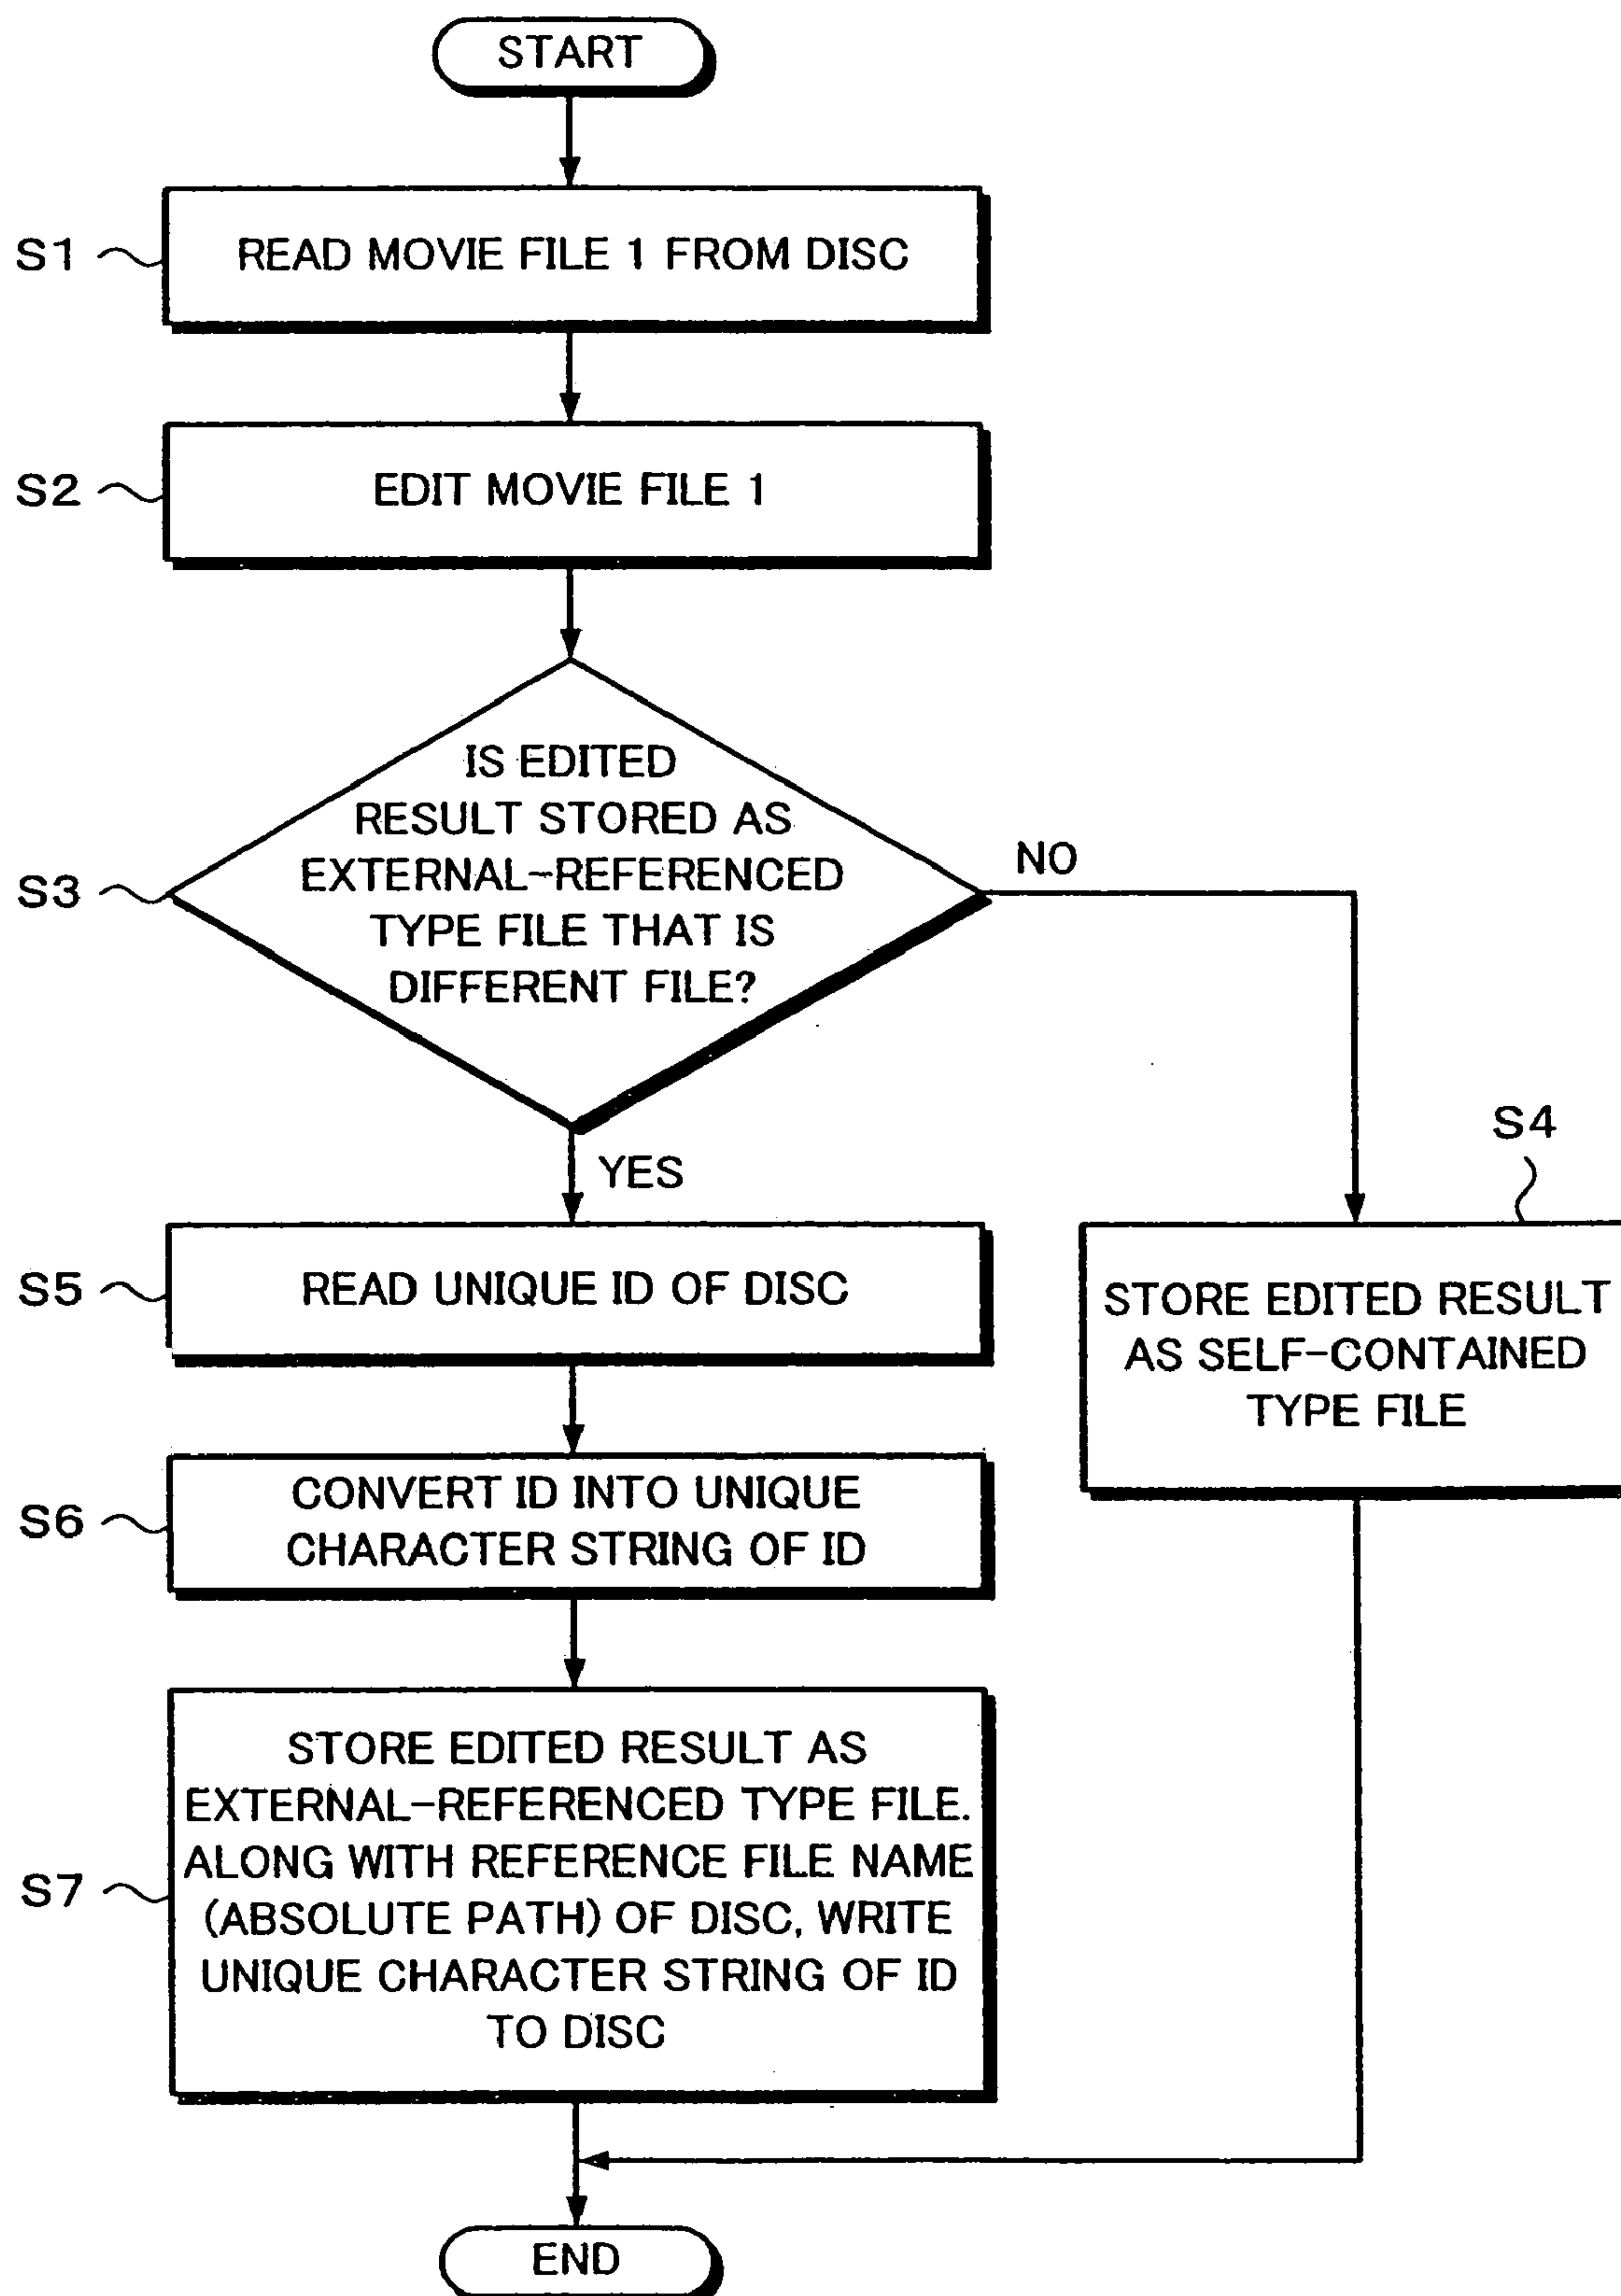 START
S1
READ MOVIE FILE 1 FROM DISC
S2
EDIT MOVIE FILE 1
S3
IS EDITED
RESULT STORED AS
EXTERNAL-REFERENCED
TYPE FILE THAT IS
DIFFERENT FILE?
NO
YES
S4
STORE EDITED RESULT
AS SELF-CONTAINED
TYPE FILE
S5
READ UNIQUE ID OF DISC
S6
CONVERT ID INTO UNIQUE
CHARACTER STRING OF ID
S7
STORE EDITED RESULT AS
EXTERNAL-REFERENCED TYPE FILE.
ALONG WITH REFERENCE FILE NAME
(ABSOLUTE PATH) OF DISC, WRITE
UNIQUE CHARACTER STRING OF ID
TO DISC
END